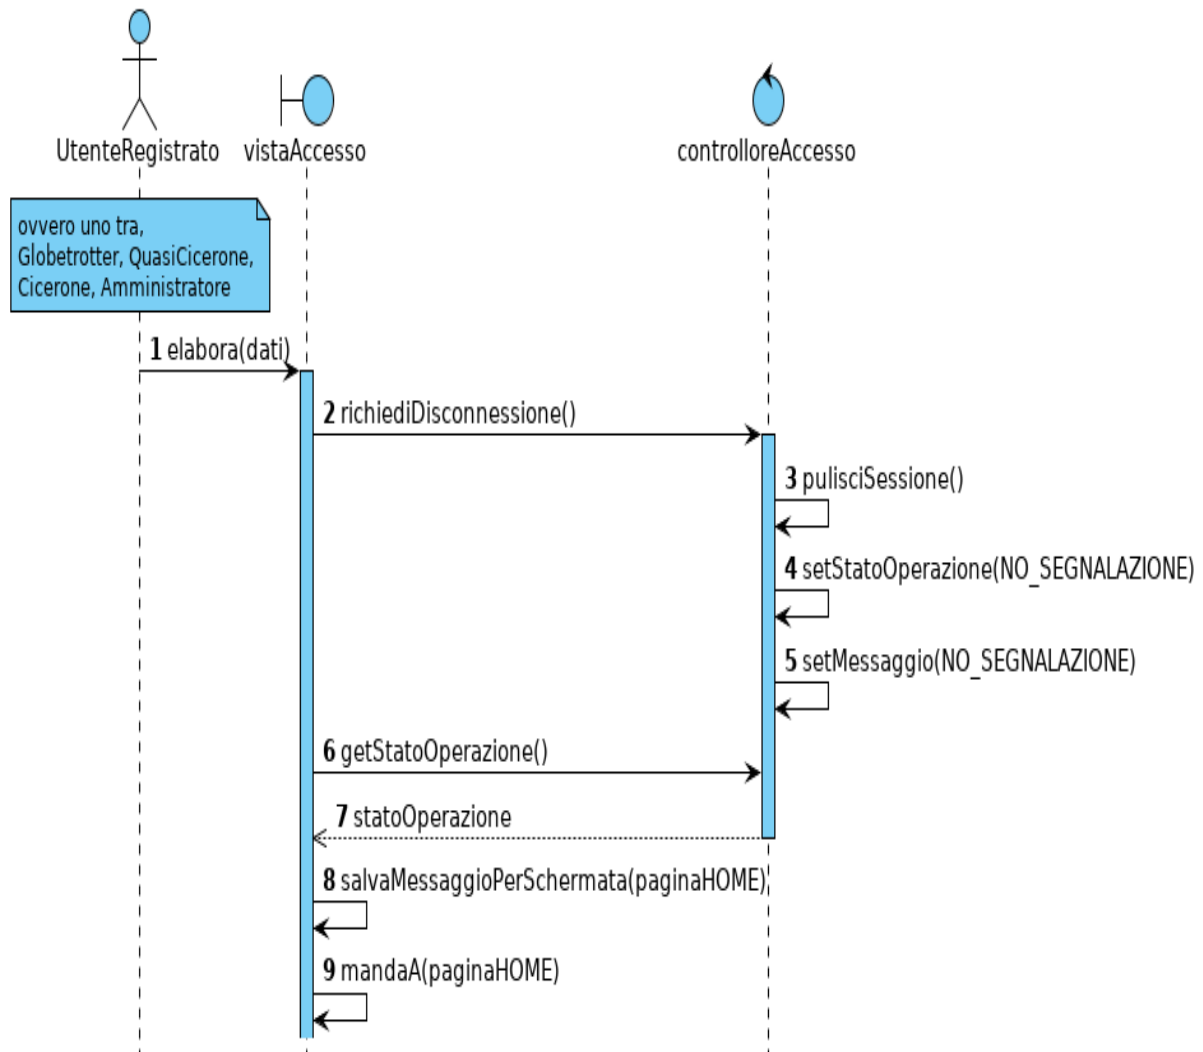 UtenteRegistrato vistaAccesso controlloreAccesso
ovvero uno tra,
Globetrotter, QuasiCicerone,
Cicerone, Amministratore
1 elabora(dati)
2 richiediDisconnessione()
3 pulisciSessione()
4 setStatoOperazione(NO_SEGNALAZIONE)
5 setMessaggio(NO_SEGNALAZIONE)
6 getStatoOperazione()
7 statoOperazione
8 salvaMessaggioPerSchermata(paginaHOME)
9 mandaA(paginaHOME)